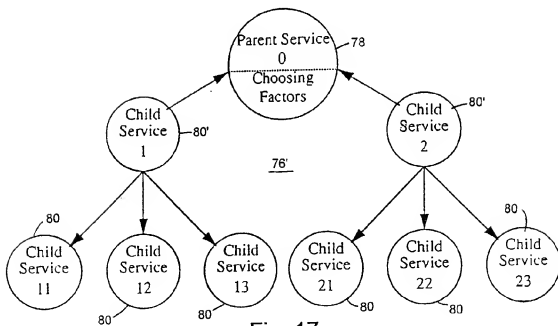 Parent Service
0
Choosing
Factors
78
Child
Service
1
80'
76'
Child
Service
2
80'
80
Child
Service
11
Child
Service
12
80
Child
Service
13
80
Child
Service
21
80
Child
Service
22
80
80
Child
Service
23
Fig. 17